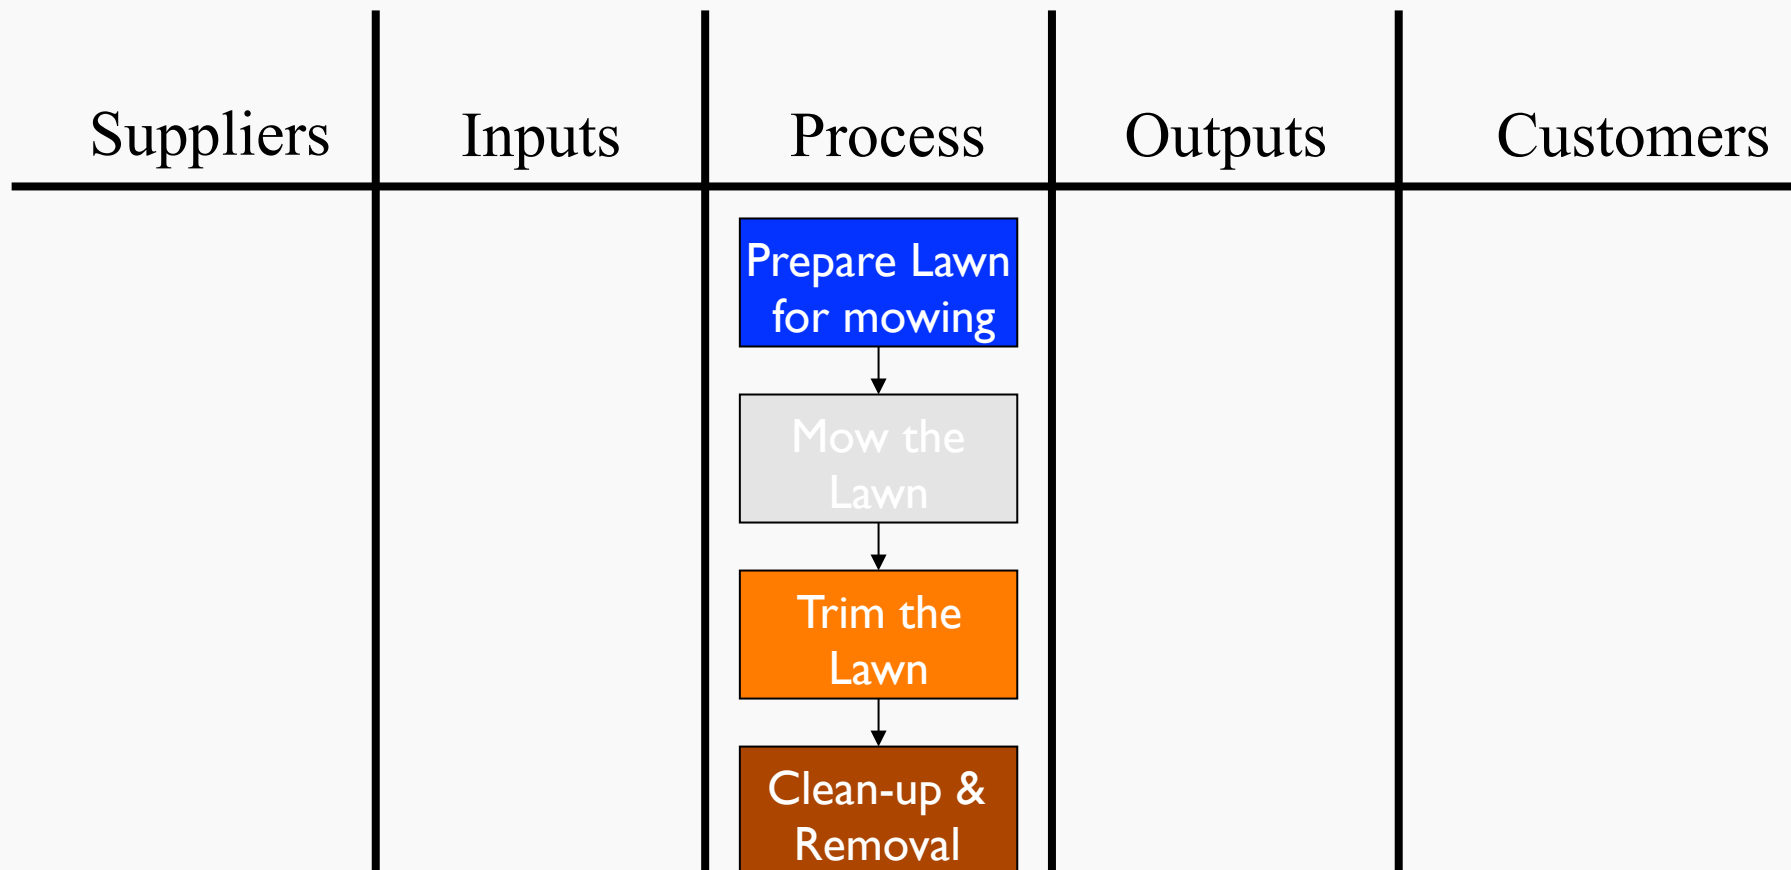 Suppliers Inputs Process Outputs Customers
Prepare Lawn
for mowing
Mow the
Lawn
Trim the
Lawn
Clean-up &
Removal